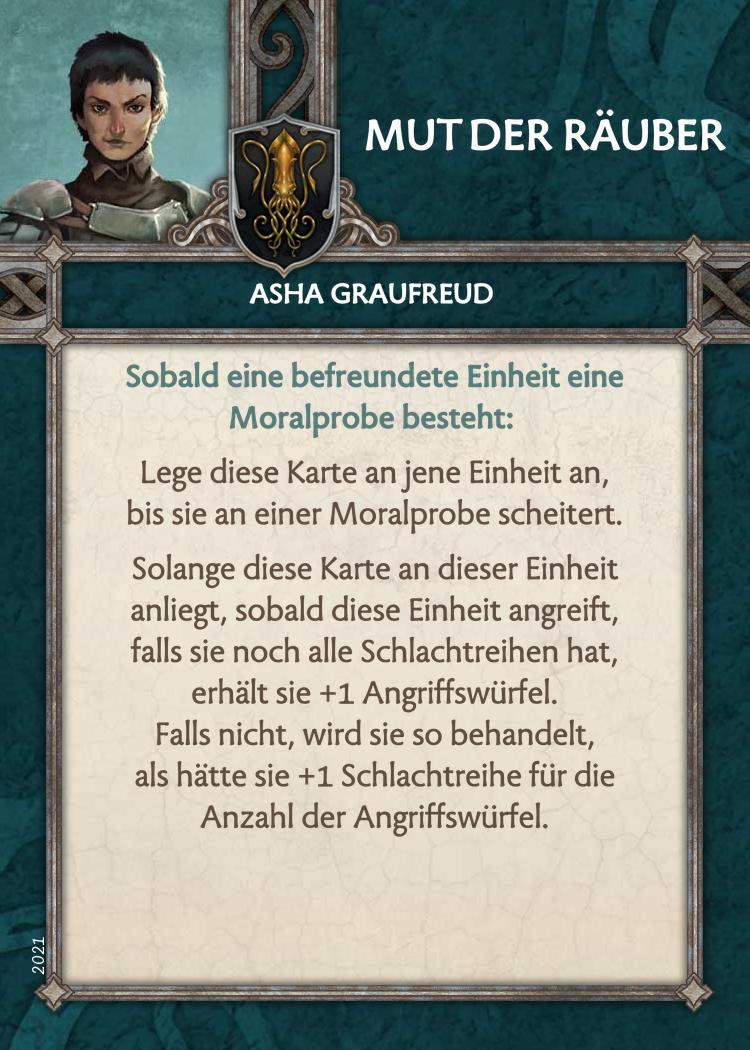 MUT DER RÄUBER
ASHA GRAUFREUD
Sobald eine befreundete Einheit eine
Moralprobe besteht:
Lege diese Karte an jene Einheit an,
bis sie an einer Moralprobe scheitert.
Solange diese Karte an dieser Einheit
anliegt, sobald diese Einheit angreift,
falls sie noch alle Schlachtreihen hat,
erhält sie +1 Angriffswürfel.
Falls nicht, wird sie so behandelt,
als hätte sie +1 Schlachtreihe für die
Anzahl der Angriffswürfel.
2021